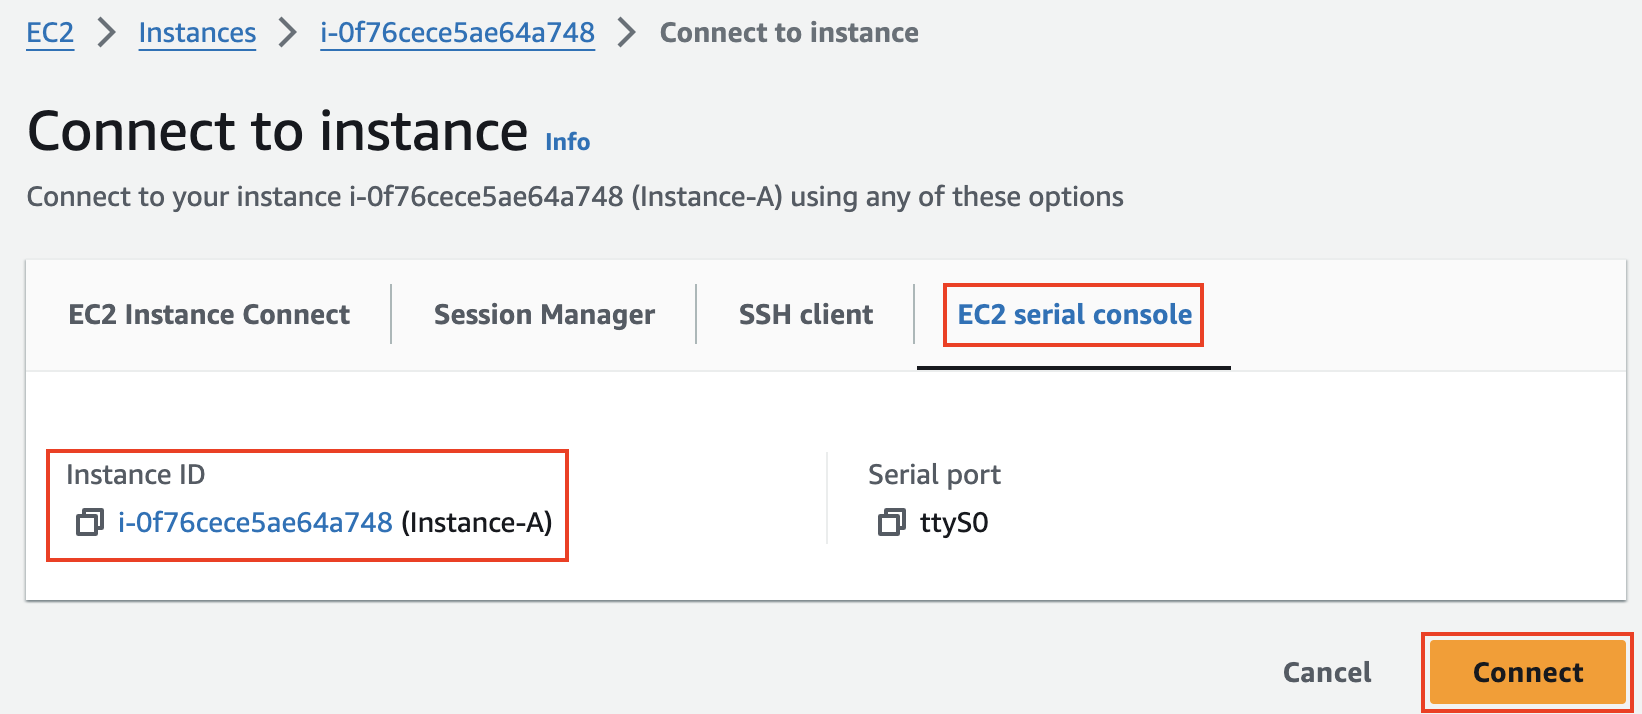 EC2 Instances i-0f76cece5ae64a748 Connect to instance
Connect to instance Info
Connect to your instance i-0f76cece5ae64a748 (Instance-A) using any of these options
EC2 Instance Connect Session Manager SSH client EC2 serial console
Instance ID
i-0f76cece5ae64a748 (Instance-A)
Serial port
ttyS0
Cancel Connect